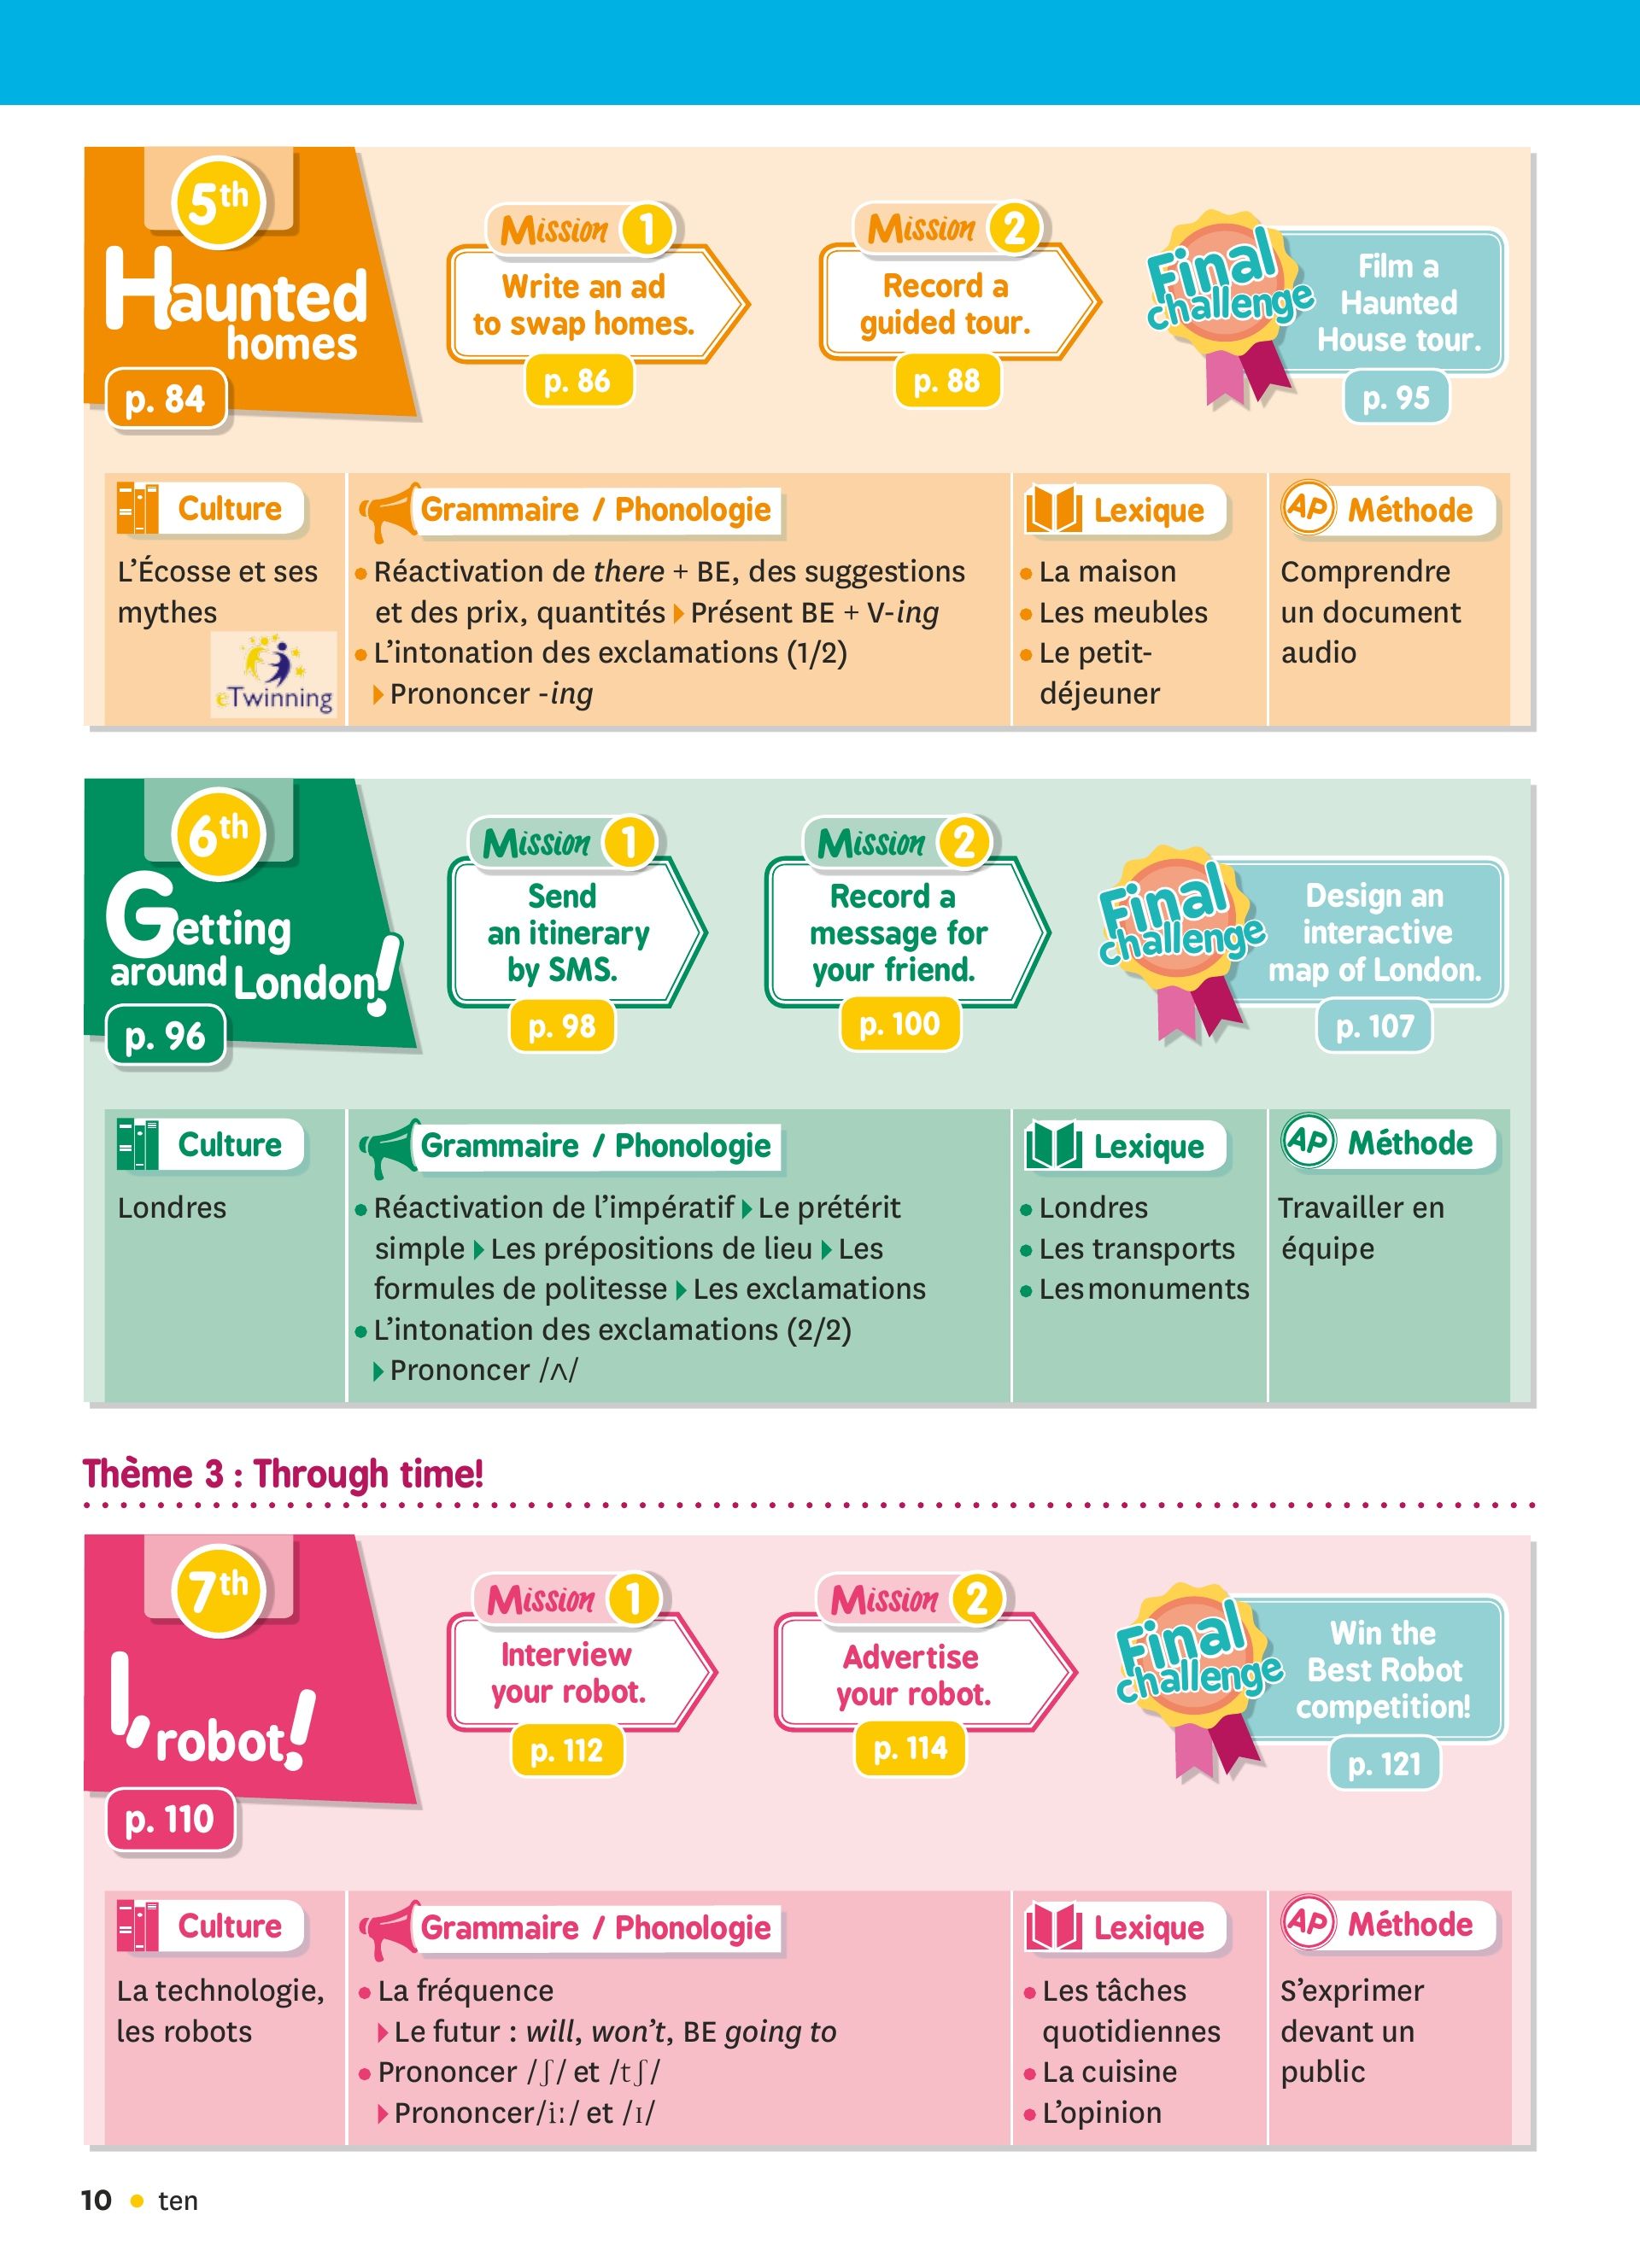 5th
Haunted
homes
p. 84
Mission 1
Write an ad
to swap homes.
p. 86
Mission 2
Record a
guided tour.
p. 88
Final
challenge
Film a
Haunted
House tour.
p. 95
Culture
L'Écosse et ses
mythes
eTwinning
Grammaire / Phonologie
• Réactivation de there + BE, des suggestions
et des prix, quantités ▸ Présent BE + V-ing
• L'intonation des exclamations (1/2)
▸ Prononcer -ing
Lexique
• La maison
• Les meubles
• Le petit-
déjeuner
AP Méthode
Comprendre
un document
audio
6th
Getting
around London!
p. 96
Mission 1
Send
an itinerary
by SMS.
p. 98
Mission 2
Record a
message for
your friend.
p. 100
Final
challenge
Design an
interactive
map of London.
p. 107
Culture
Londres
Grammaire / Phonologie
• Réactivation de l'impératif ▸ Le prétérit
simple ▸ Les prépositions de lieu ▸ Les
formules de politesse ▸ Les exclamations
• L'intonation des exclamations (2/2)
▸ Prononcer /ʌ/
Lexique
• Londres
• Les transports
• Les monuments
AP Méthode
Travailler en
équipe
Thème 3 : Through time!
7th
I, robot!
p. 110
Mission 1
Interview
your robot.
p. 112
Mission 2
Advertise
your robot.
p. 114
Final
challenge
Win the
Best Robot
competition!
p. 121
Culture
La technologie,
les robots
Grammaire / Phonologie
• La fréquence
▸ Le futur : will, won't, BE going to
• Prononcer /ʃ/ et /tʃ/
▸ Prononcer/iː/ et /ɪ/
Lexique
• Les tâches
quotidiennes
• La cuisine
• L'opinion
AP Méthode
S'exprimer
devant un
public
10 • ten